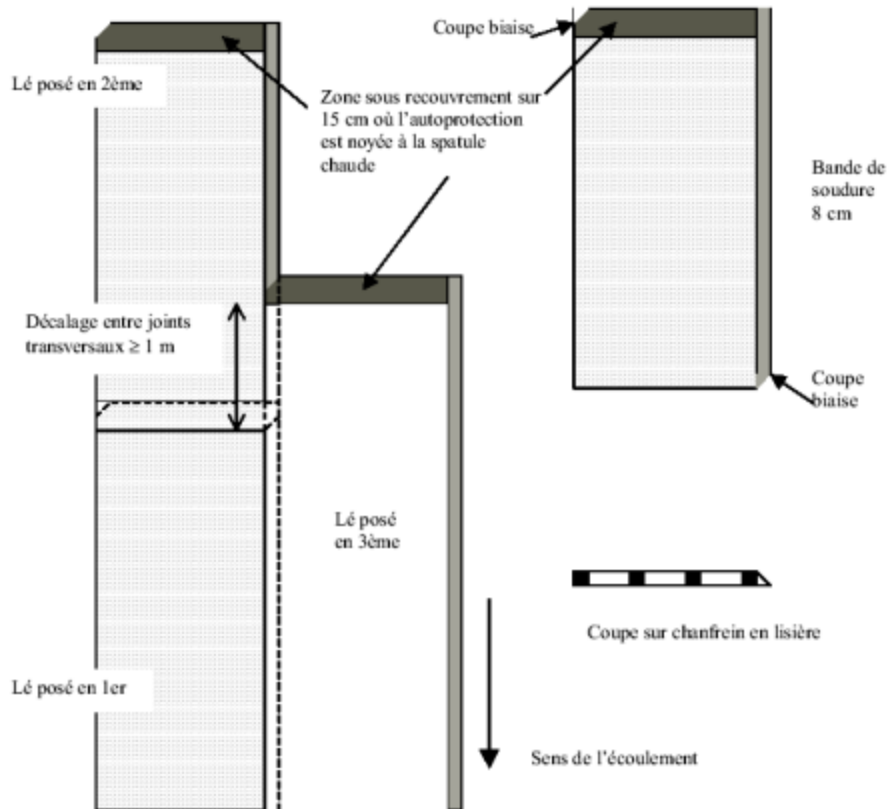 Coupe biaise
Lé posé en 2ème
Zone sous recouvrement sur
15 cm où l'autoprotection
est noyée à la spatule
chaude
Bande de
soudure
8 cm
Décalage entre joints
transversaux ≥ 1 m
Coupe
biaise
Lé posé
en 3ème
Coupe sur chanfrein en lisière
Lé posé en 1er
Sens de l'écoulement